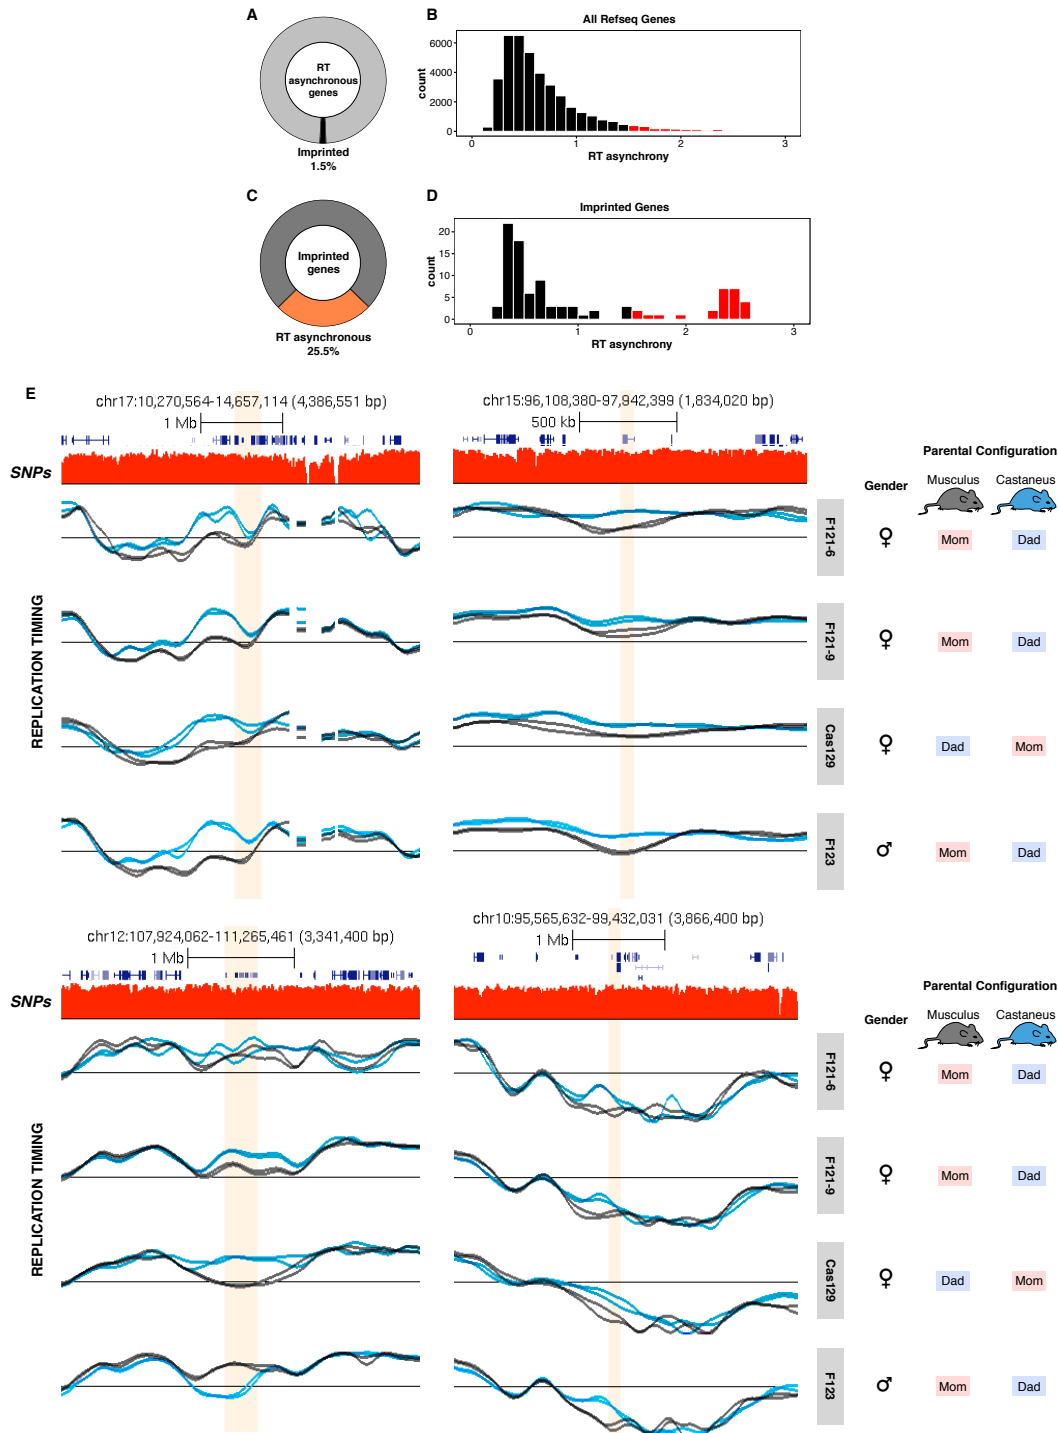 A
RT
asynchronous
genes
Imprinted
1.5%
B
All Refseq Genes
count
6000
4000
2000
0
0
1
2
3
RT asynchrony
C
Imprinted
genes
RT asynchronous
25.5%
D
Imprinted Genes
count
20
15
10
5
0
0
1
2
3
RT asynchrony
E
chr17:10,270,564-14,657,114 (4,386,551 bp)
1 Mb
chr15:96,108,380-97,942,399 (1,834,020 bp)
500 kb
SNPs
REPLICATION TIMING
F121-6
F121-9
Cas129
F123
Parental Configuration
Gender
Musculus
Castaneus
♀
Mom
Dad
♀
Mom
Dad
♀
Dad
Mom
♂
Mom
Dad
chr12:107,924,062-111,265,461 (3,341,400 bp)
1 Mb
chr10:95,565,632-99,432,031 (3,866,400 bp)
1 Mb
SNPs
REPLICATION TIMING
F121-6
F121-9
Cas129
F123
Parental Configuration
Gender
Musculus
Castaneus
♀
Mom
Dad
♀
Mom
Dad
♀
Dad
Mom
♂
Mom
Dad